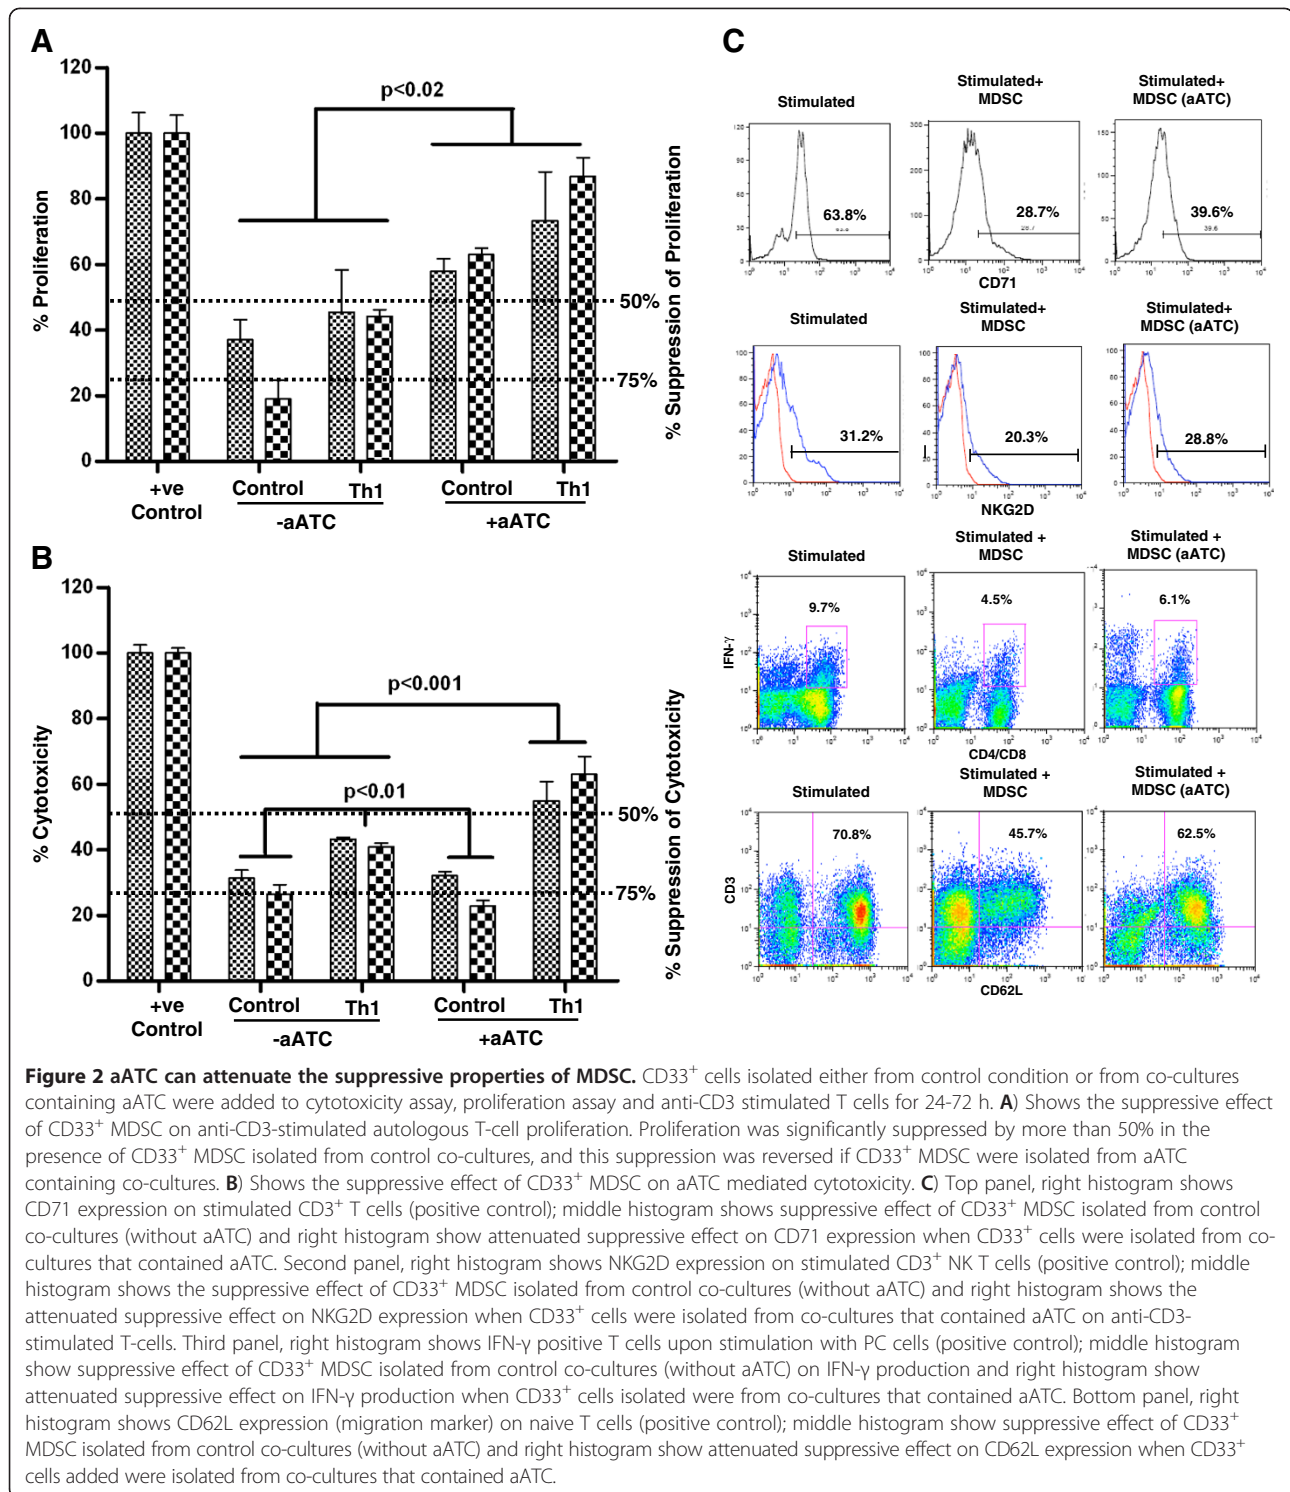 A
120
100
80
60
40
20
0
% Proliferation
p<0.02
50%
75%
% Suppression of Proliferation
+ve
Control
Control
Th1
Control
Th1
-aATC
+aATC
B
120
100
80
60
40
20
0
% Cytotoxicity
p<0.001
p<0.01
50%
75%
% Suppression of Cytotoxicity
+ve
Control
Control
Th1
Control
Th1
-aATC
+aATC
C
Stimulated
Stimulated+
MDSC
Stimulated+
MDSC (aATC)
63.8%
28.7%
28.7
39.6%
39.6
CD71
Stimulated
Stimulated+
MDSC
Stimulated+
MDSC (aATC)
31.2%
20.3%
28.8%
NKG2D
Stimulated
Stimulated +
MDSC
Stimulated +
MDSC (aATC)
9.7%
4.5%
6.1%
IFN-γ
CD4/CD8
Stimulated
Stimulated +
MDSC
Stimulated +
MDSC (aATC)
70.8%
45.7%
62.5%
CD3
CD62L
Figure 2 aATC can attenuate the suppressive properties of MDSC. CD33+ cells isolated either from control condition or from co-cultures
containing aATC were added to cytotoxicity assay, proliferation assay and anti-CD3 stimulated T cells for 24-72 h. A) Shows the suppressive effect
of CD33+ MDSC on anti-CD3-stimulated autologous T-cell proliferation. Proliferation was significantly suppressed by more than 50% in the
presence of CD33+ MDSC isolated from control co-cultures, and this suppression was reversed if CD33+ MDSC were isolated from aATC
containing co-cultures. B) Shows the suppressive effect of CD33+ MDSC on aATC mediated cytotoxicity. C) Top panel, right histogram shows
CD71 expression on stimulated CD3+ T cells (positive control); middle histogram shows suppressive effect of CD33+ MDSC isolated from control
co-cultures (without aATC) and right histogram show attenuated suppressive effect on CD71 expression when CD33+ cells were isolated from co-
cultures that contained aATC. Second panel, right histogram shows NKG2D expression on stimulated CD3+ NK T cells (positive control); middle
histogram shows the suppressive effect of CD33+ MDSC isolated from control co-cultures (without aATC) and right histogram shows the
attenuated suppressive effect on NKG2D expression when CD33+ cells were isolated from co-cultures that contained aATC on anti-CD3-
stimulated T-cells. Third panel, right histogram shows IFN-γ positive T cells upon stimulation with PC cells (positive control); middle histogram
show suppressive effect of CD33+ MDSC isolated from control co-cultures (without aATC) on IFN-γ production and right histogram show
attenuated suppressive effect on IFN-γ production when CD33+ cells isolated were from co-cultures that contained aATC. Bottom panel, right
histogram shows CD62L expression (migration marker) on naive T cells (positive control); middle histogram show suppressive effect of CD33+
MDSC isolated from control co-cultures (without aATC) and right histogram show attenuated suppressive effect on CD62L expression when CD33+
cells added were isolated from co-cultures that contained aATC.